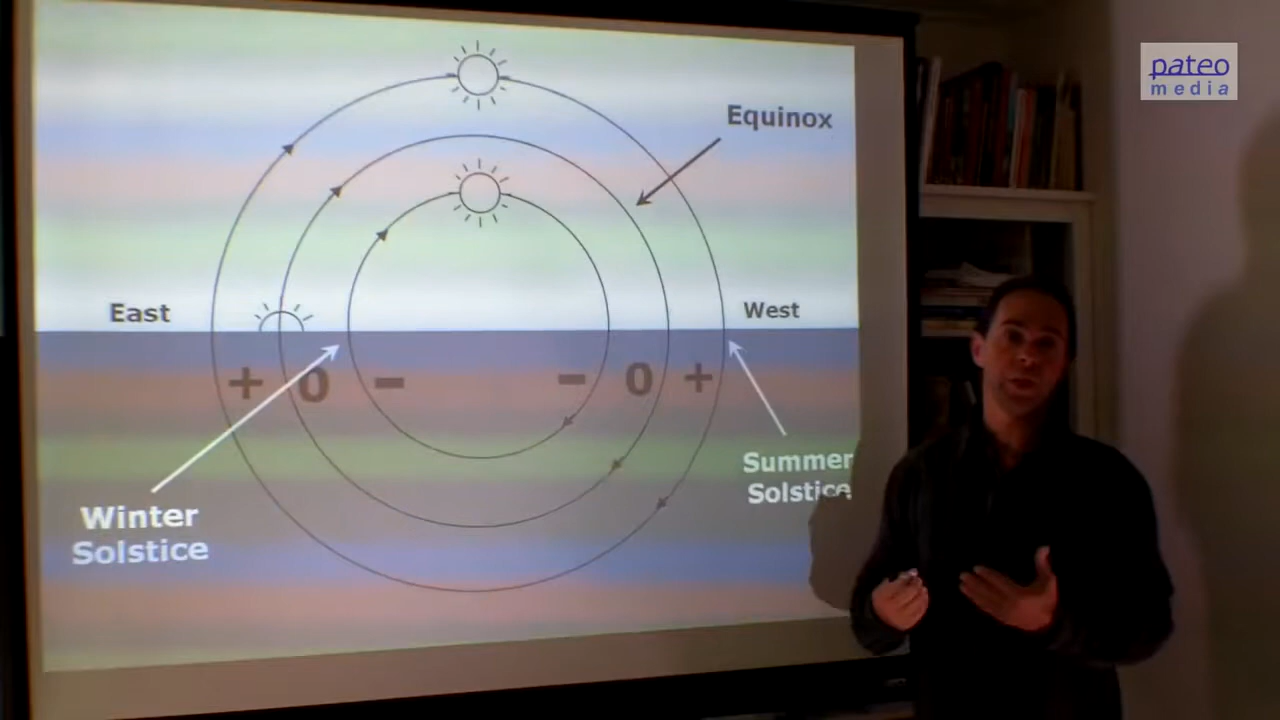 pateo
media
Equinox
East
West
+ 0 - - 0 +
Summer
Solstice
Winter
Solstice